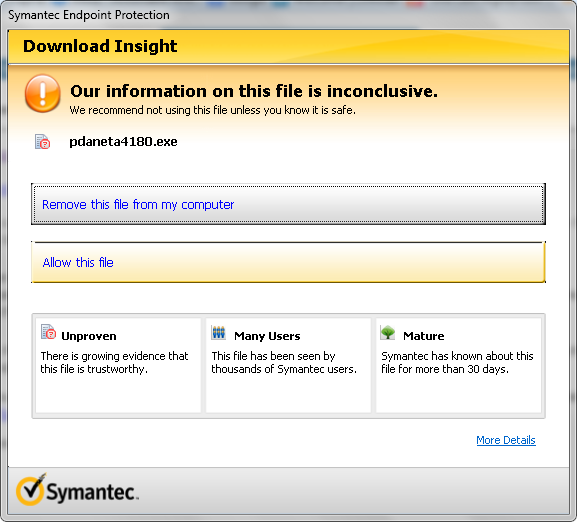 Symantec Endpoint Protection
Download Insight
Our information on this file is inconclusive.
We recommend not using this file unless you know it is safe.
pdaneta4180.exe
Remove this file from my computer
Allow this file
Unproven
There is growing evidence that
this file is trustworthy.
Many Users
This file has been seen by
thousands of Symantec users.
Mature
Symantec has known about this
file for more than 30 days.
More Details
Symantec.